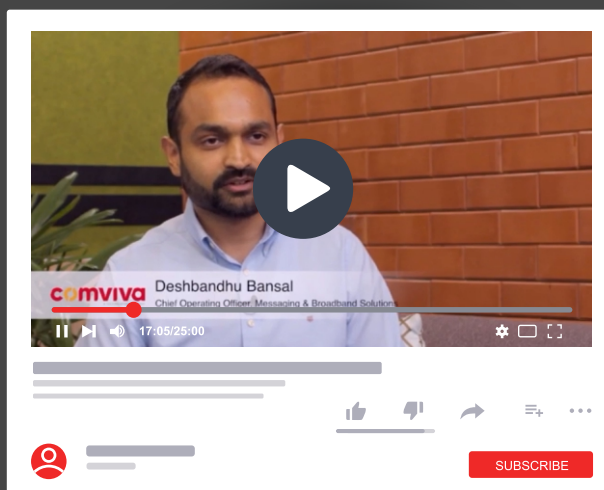 comviva
Deshbandhu Bansal
Chief Operating Officer, Messaging & Broadband Solutions
17:05/25:00
SUBSCRIBE